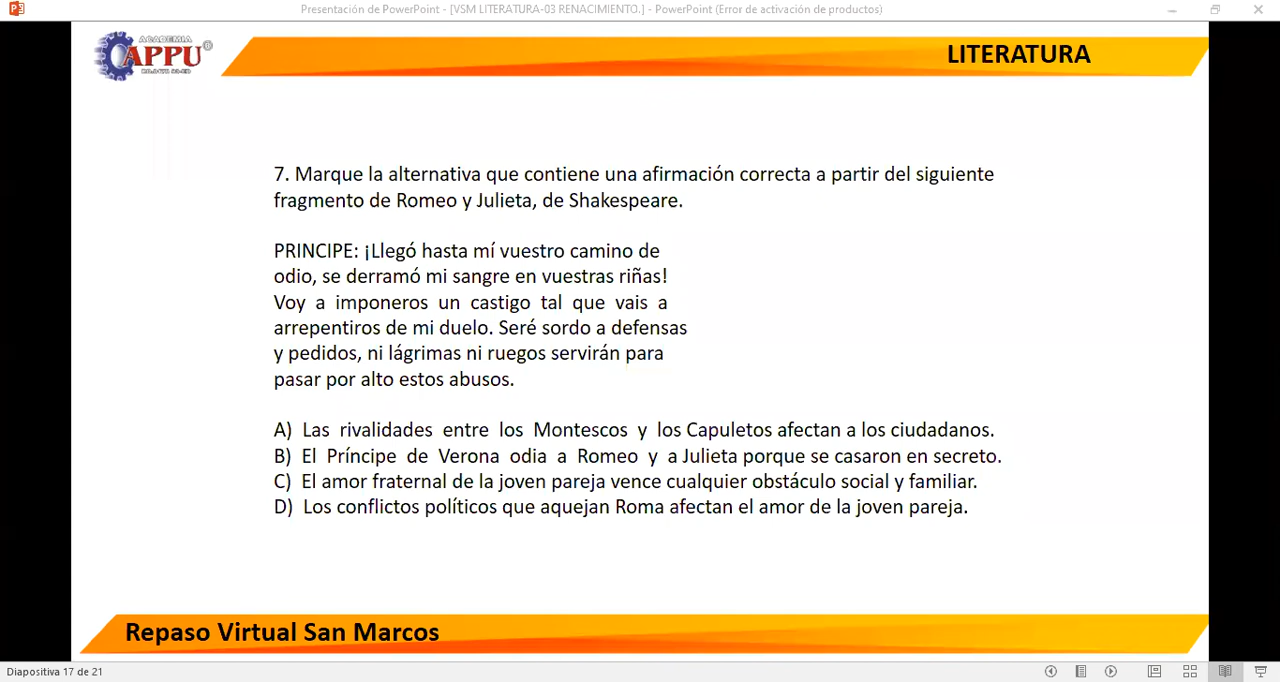 Presentación de PowerPoint - [VSM LITERATURA-03 RENACIMIENTO.] - PowerPoint (Error de activación de productos)
ACADEMIA
APPU
LITERATURA
7. Marque la alternativa que contiene una afirmación correcta a partir del siguiente
fragmento de Romeo y Julieta, de Shakespeare.
PRINCIPE: ¡Llegó hasta mí vuestro camino de
odio, se derramó mi sangre en vuestras riñas!
Voy a imponeros un castigo tal que vais a
arrepentiros de mi duelo. Seré sordo a defensas
y pedidos, ni lágrimas ni ruegos servirán para
pasar por alto estos abusos.
A) Las rivalidades entre los Montescos y los Capuletos afectan a los ciudadanos.
B) El Príncipe de Verona odia a Romeo y a Julieta porque se casaron en secreto.
C) El amor fraternal de la joven pareja vence cualquier obstáculo social y familiar.
D) Los conflictos políticos que aquejan Roma afectan el amor de la joven pareja.
Repaso Virtual San Marcos
Diapositiva 17 de 21